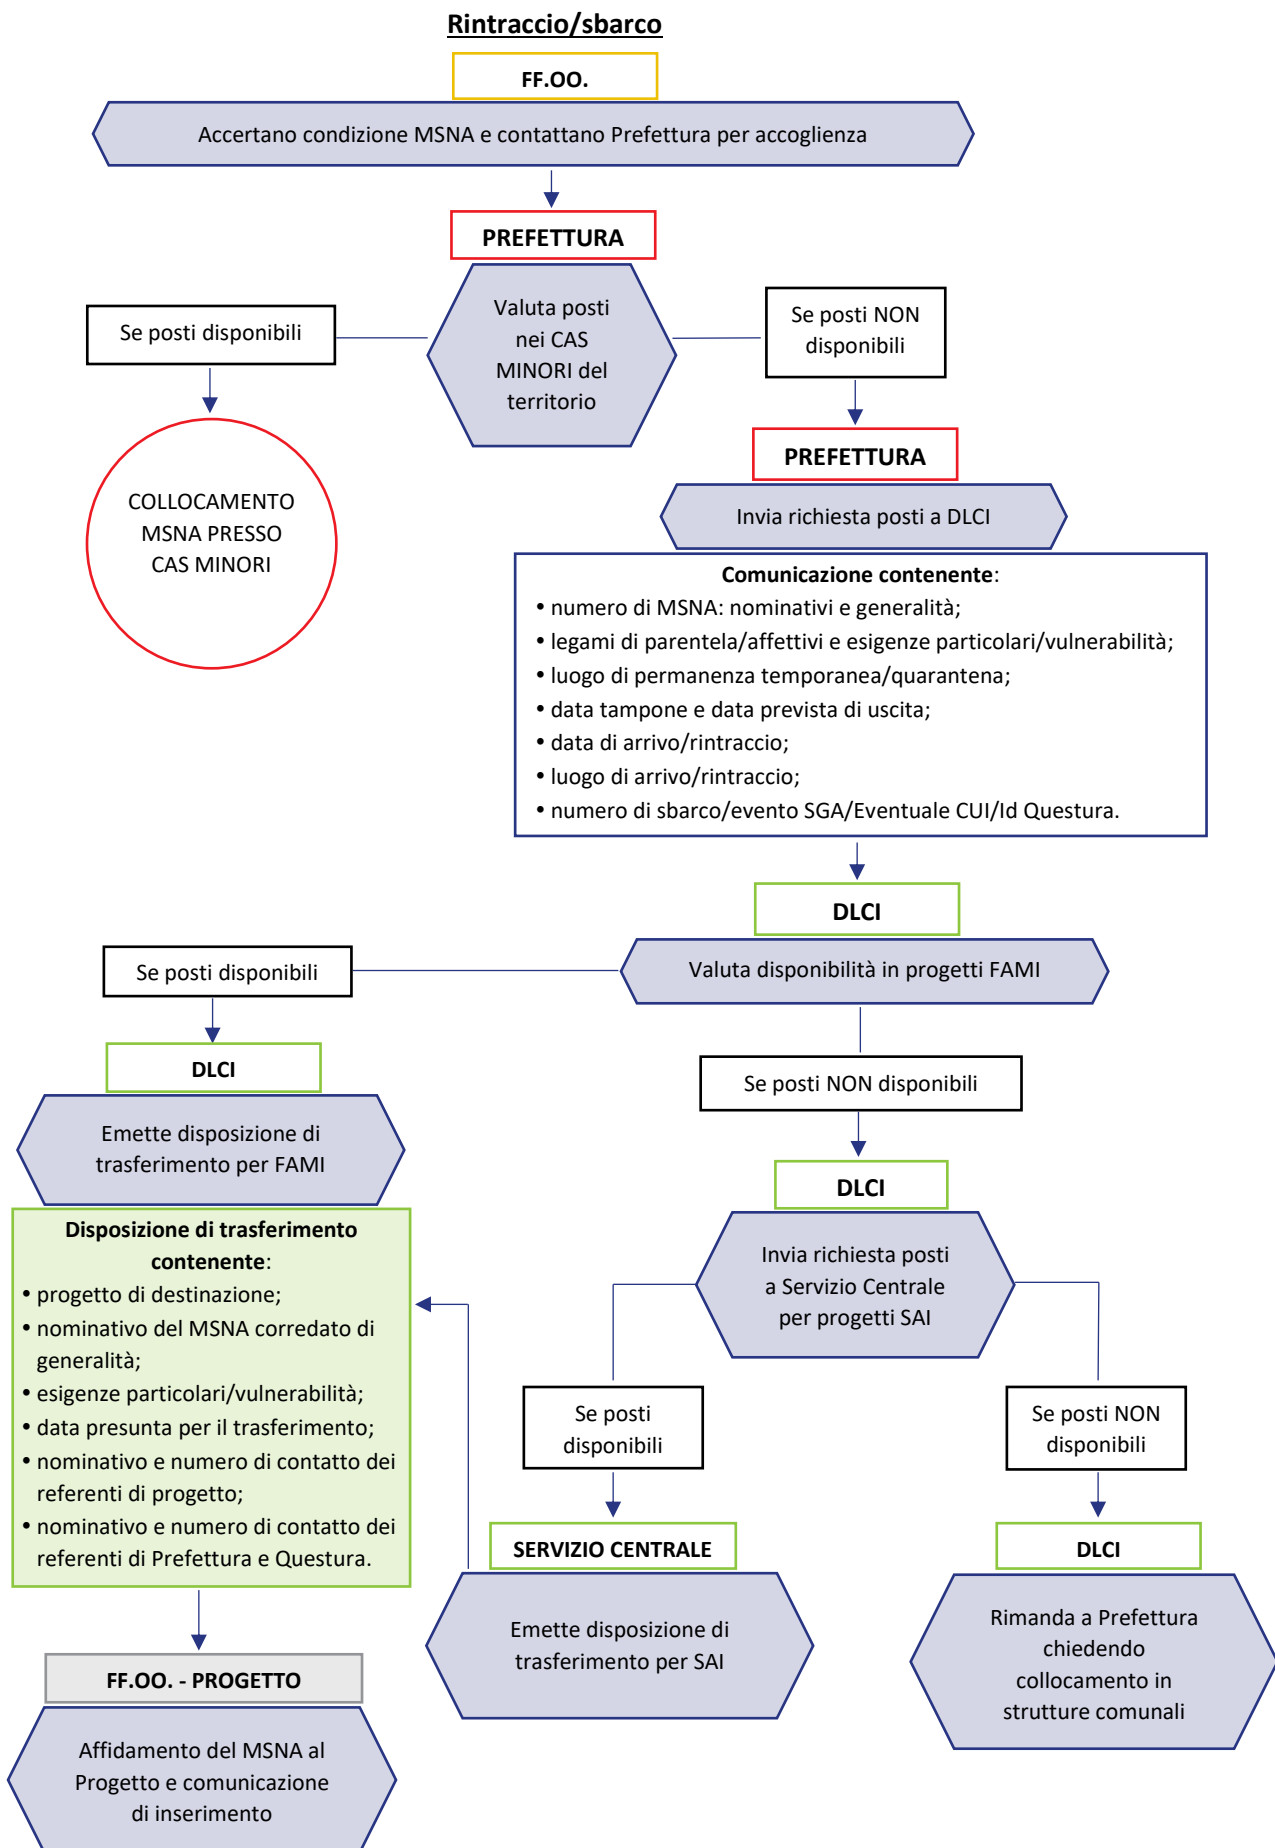 Rintraccio/sbarco
FF.OO.
Accertano condizione MSNA e contattano Prefettura per accoglienza
PREFETTURA
Valuta posti
nei CAS
MINORI del
territorio
Se posti disponibili
Se posti NON
disponibili
COLLOCAMENTO
MSNA PRESSO
CAS MINORI
PREFETTURA
Invia richiesta posti a DLCI
Comunicazione contenente:
• numero di MSNA: nominativi e generalità;
• legami di parentela/affettivi e esigenze particolari/vulnerabilità;
• luogo di permanenza temporanea/quarantena;
• data tampone e data prevista di uscita;
• data di arrivo/rintraccio;
• luogo di arrivo/rintraccio;
• numero di sbarco/evento SGA/Eventuale CUI/Id Questura.
DLCI
Valuta disponibilità in progetti FAMI
Se posti disponibili
DLCI
Emette disposizione di
trasferimento per FAMI
Disposizione di trasferimento
contenente:
• progetto di destinazione;
• nominativo del MSNA corredato di
generalità;
• esigenze particolari/vulnerabilità;
• data presunta per il trasferimento;
• nominativo e numero di contatto dei
referenti di progetto;
• nominativo e numero di contatto dei
referenti di Prefettura e Questura.
FF.OO. - PROGETTO
Affidamento del MSNA al
Progetto e comunicazione
di inserimento
Se posti NON disponibili
DLCI
Invia richiesta posti
a Servizio Centrale
per progetti SAI
Se posti
disponibili
SERVIZIO CENTRALE
Emette disposizione di
trasferimento per SAI
Se posti NON
disponibili
DLCI
Rimanda a Prefettura
chiedendo
collocamento in
strutture comunali